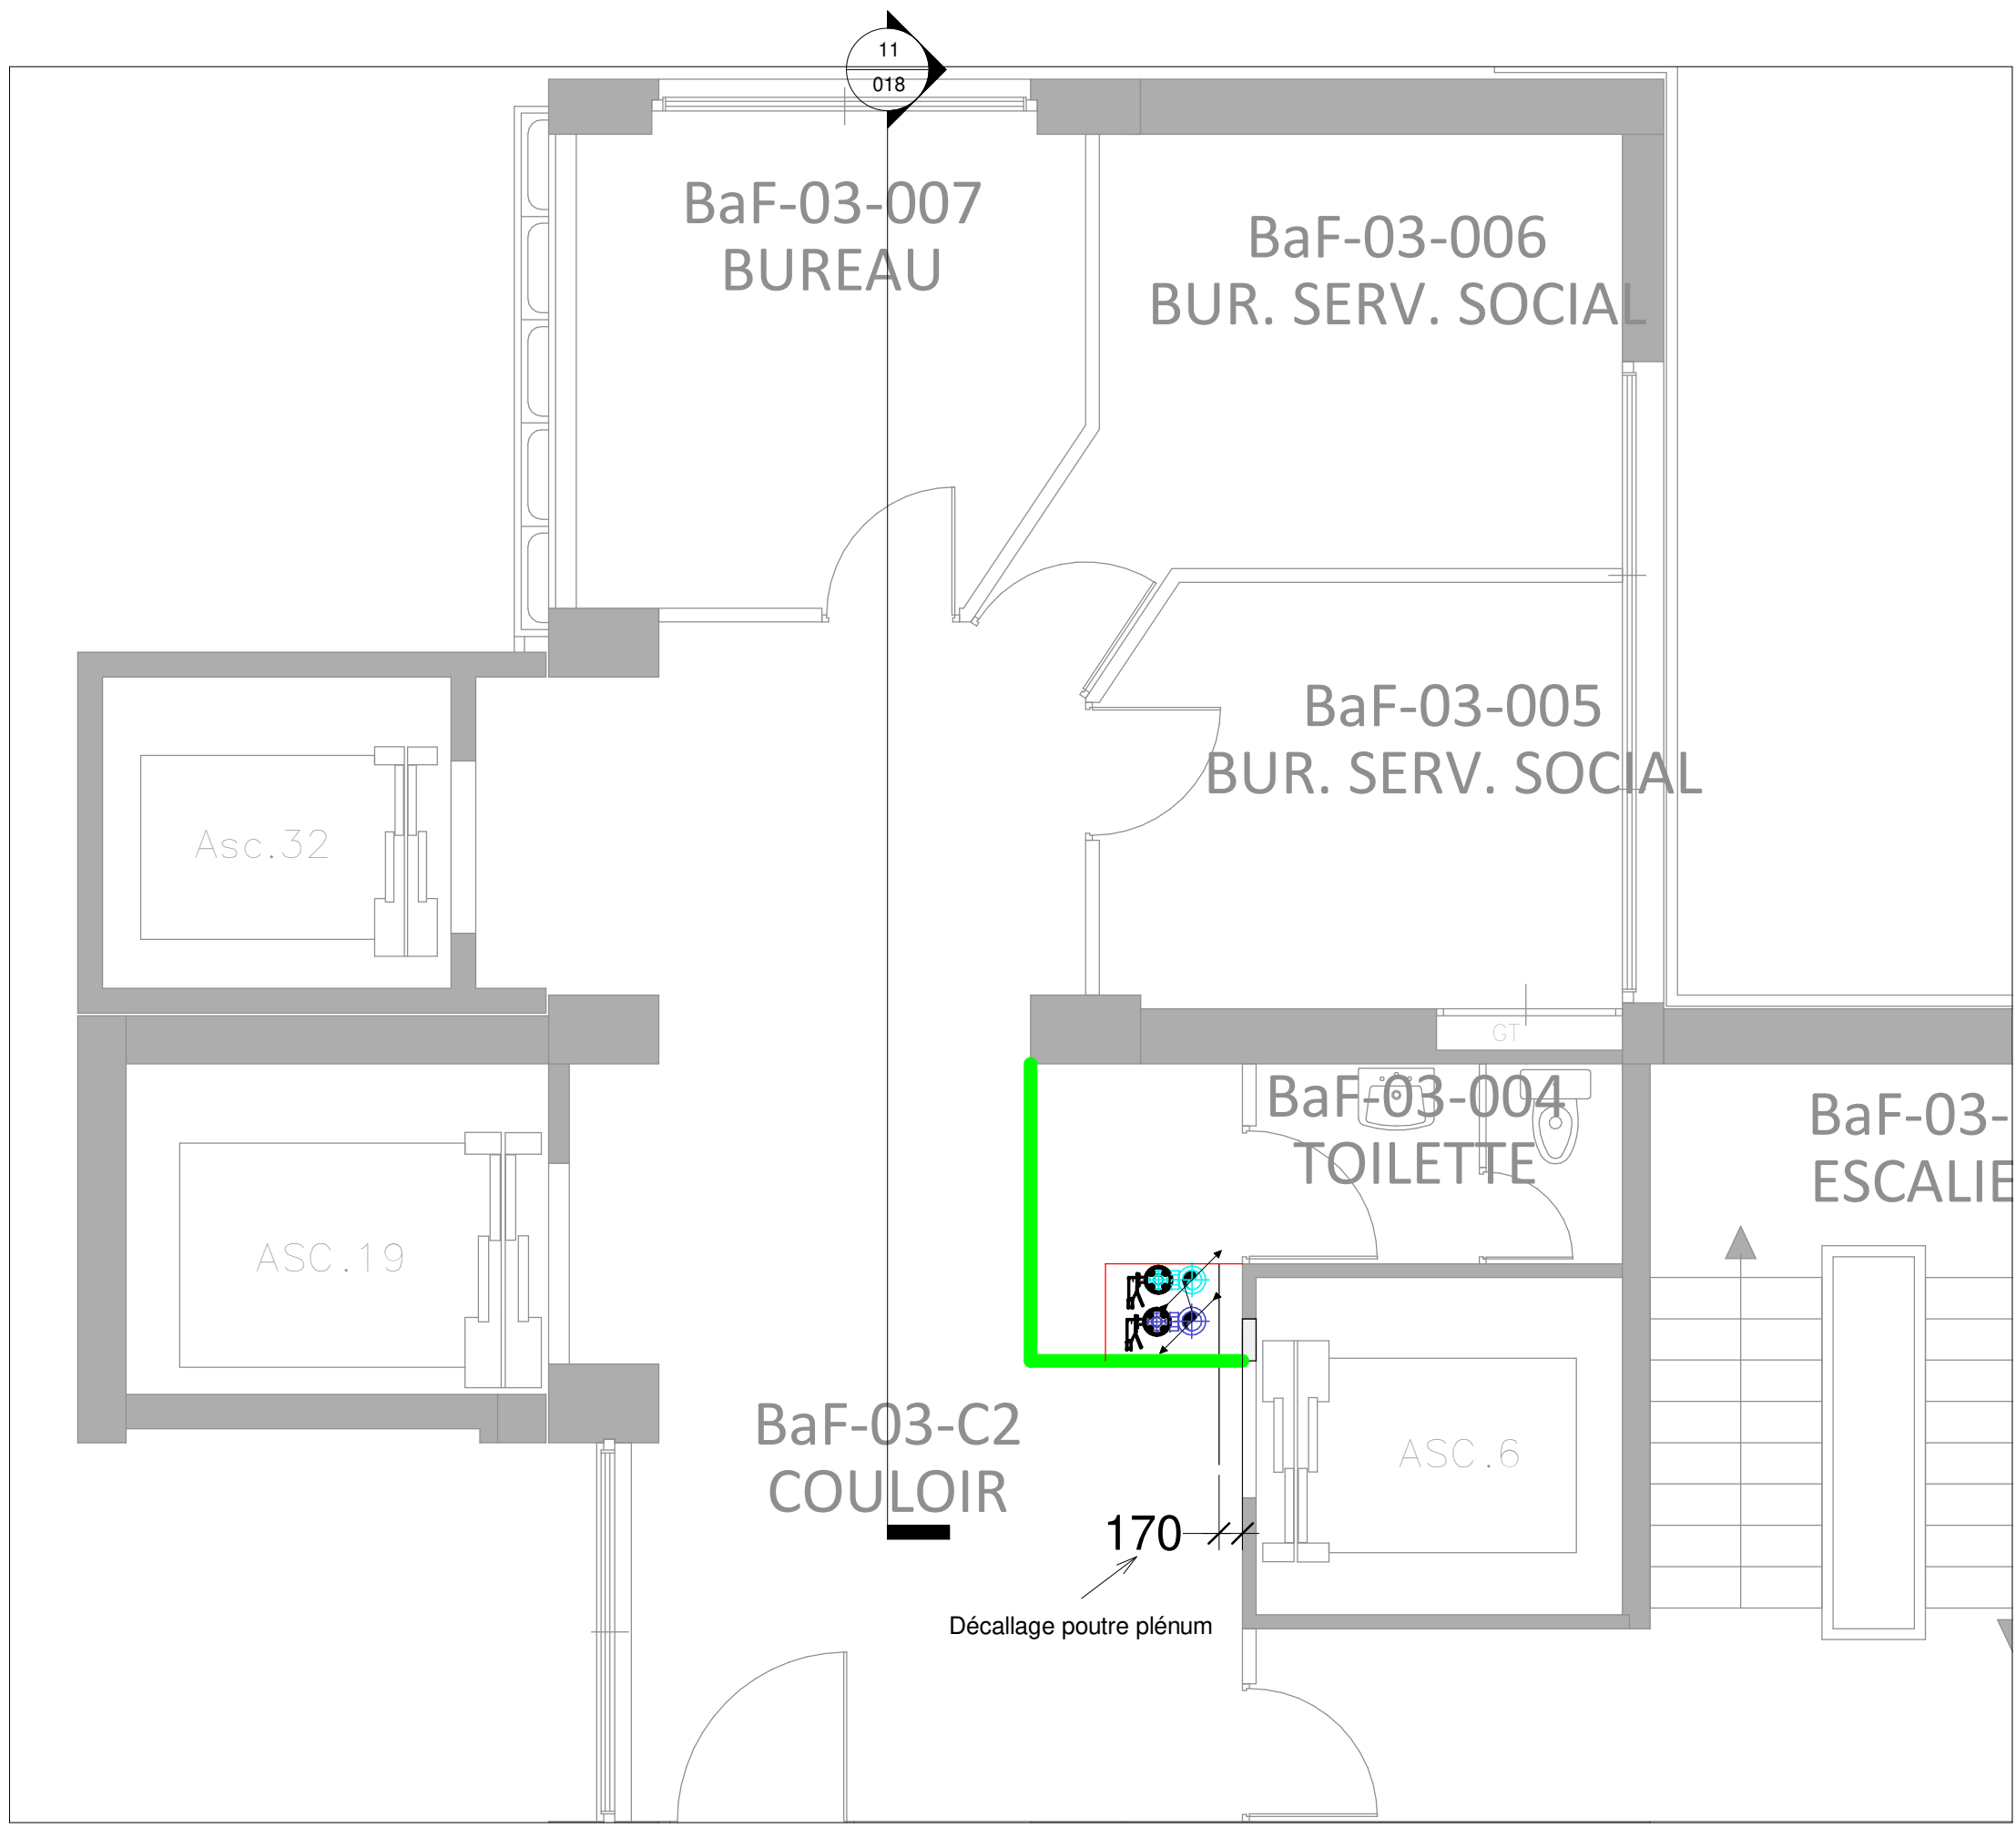 11
018
BaF-03-007
BUREAU
BaF-03-006
BUR. SERV. SOCIAL
BaF-03-005
BUR. SERV. SOCIAL
Asc.32
GT
BaF-03-004
TOILETTE
BaF-03-
ESCALIE
ASC.19
BaF-03-C2
COULOIR
ASC.6
170
Décallage poutre plénum